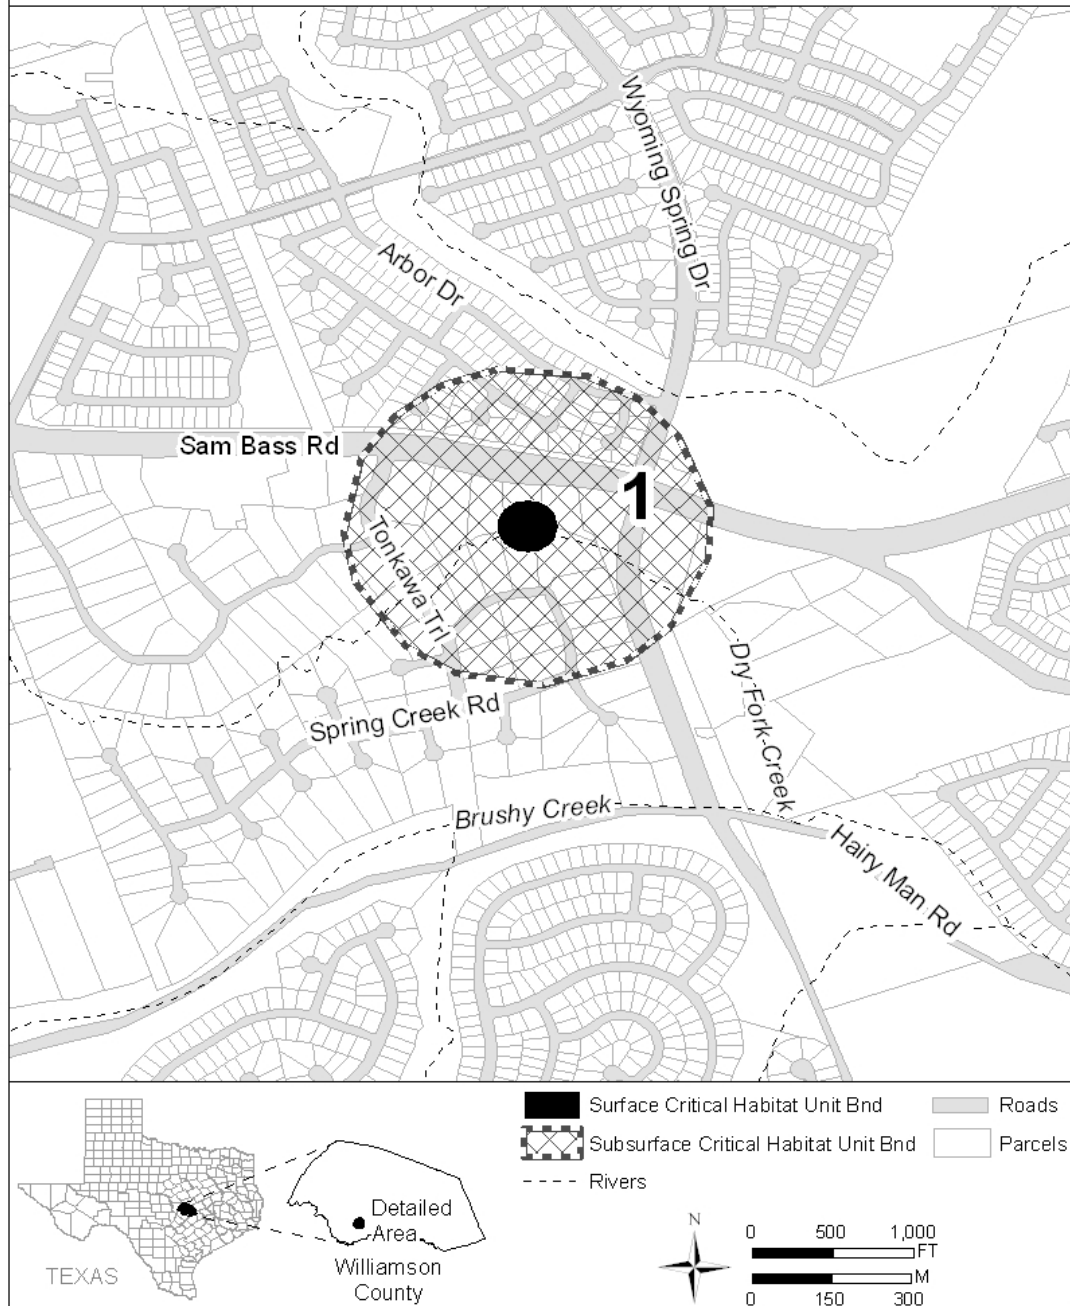 Wyoming Spring Dr
Arbor Dr
Sam Bass Rd
1
Tonkawa Trl
Spring Creek Rd
Dry Fork Creek
Brushy Creek
Hairy Man Rd
Surface Critical Habitat Unit Bnd
Roads
Subsurface Critical Habitat Unit Bnd
Parcels
Rivers
Detailed
Area
TEXAS
Williamson
County
N
0 500 1,000
FT
M
0 150 300